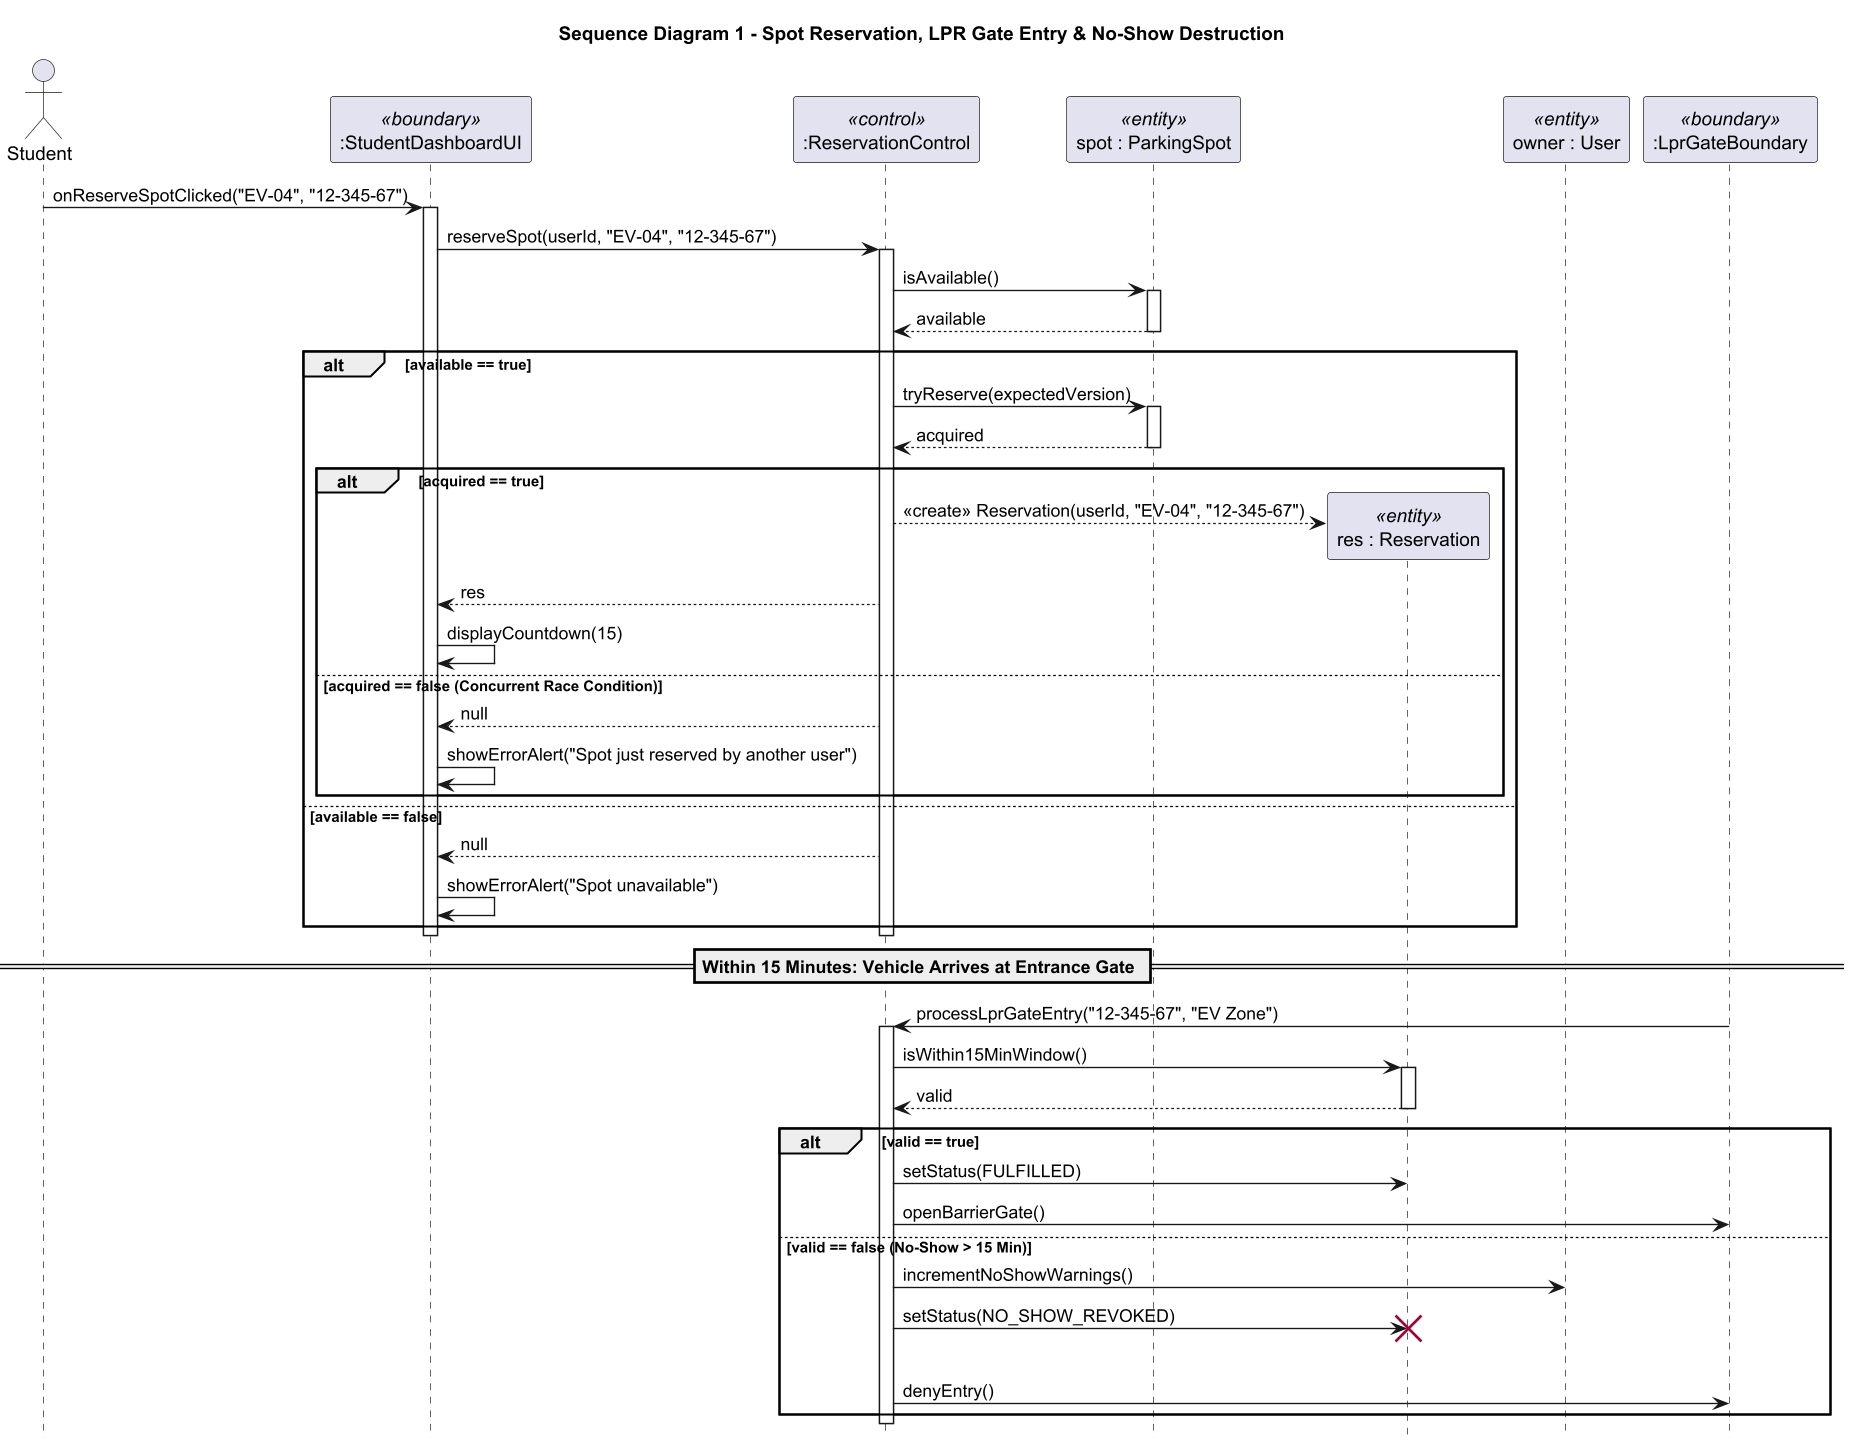 Sequence Diagram 1 - Spot Reservation, LPR Gate Entry & No-Show Destruction
Student
«boundary»
:StudentDashboardUI
«control»
:ReservationControl
«entity»
spot : ParkingSpot
«entity»
owner : User
«boundary»
:LprGateBoundary
onReserveSpotClicked("EV-04", "12-345-67")
reserveSpot(userId, "EV-04", "12-345-67")
isAvailable()
available
alt [available == true]
tryReserve(expectedVersion)
acquired
alt [acquired == true]
«create» Reservation(userId, "EV-04", "12-345-67")
«entity»
res : Reservation
res
displayCountdown(15)
[acquired == false (Concurrent Race Condition)]
null
showErrorAlert("Spot just reserved by another user")
[available == false]
null
showErrorAlert("Spot unavailable")
Within 15 Minutes: Vehicle Arrives at Entrance Gate
processLprGateEntry("12-345-67", "EV Zone")
isWithin15MinWindow()
valid
alt [valid == true]
setStatus(FULFILLED)
openBarrierGate()
[valid == false (No-Show > 15 Min)]
incrementNoShowWarnings()
setStatus(NO_SHOW_REVOKED)
denyEntry()